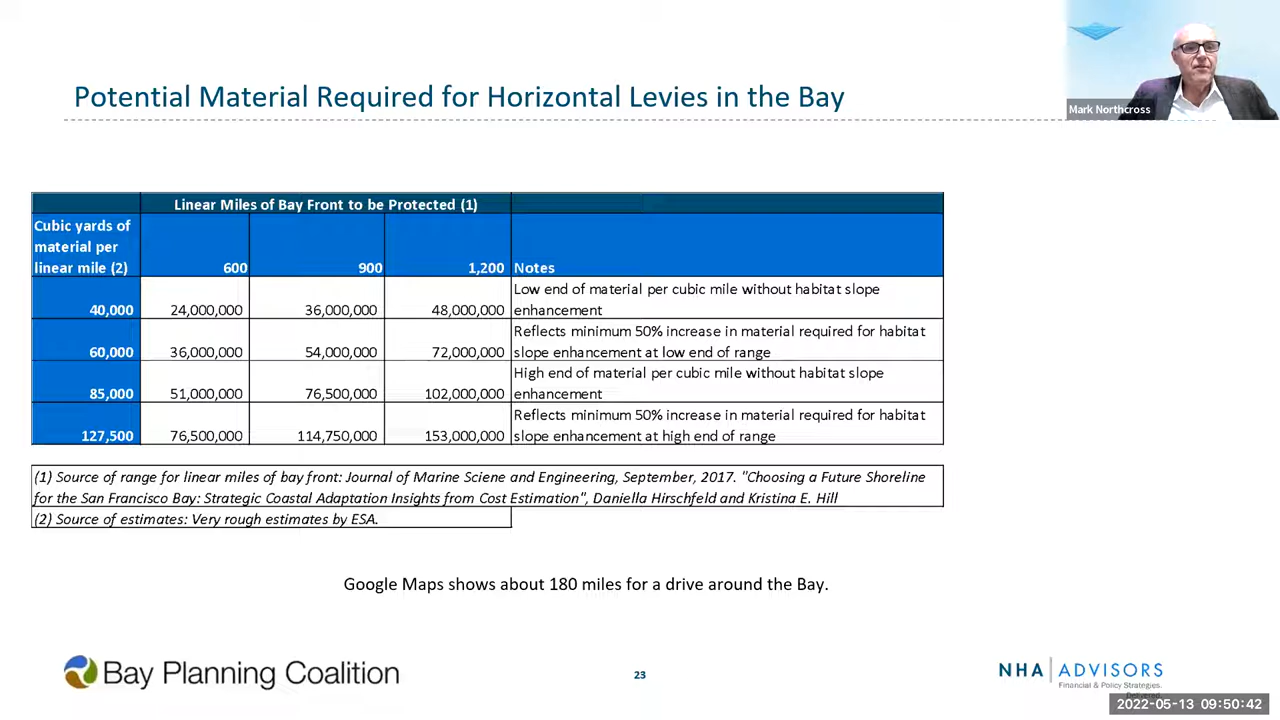 Mark Northcross
Potential Material Required for Horizontal Levies in the Bay
Linear Miles of Bay Front to be Protected (1)
Cubic yards of
material per
linear mile (2) 600 900 1,200 Notes
Low end of material per cubic mile without habitat slope
40,000 24,000,000 36,000,000 48,000,000 enhancement
Reflects minimum 50% increase in material required for habitat
60,000 36,000,000 54,000,000 72,000,000 slope enhancement at low end of range
High end of material per cubic mile without habitat slope
85,000 51,000,000 76,500,000 102,000,000 enhancement
Reflects minimum 50% increase in material required for habitat
127,500 76,500,000 114,750,000 153,000,000 slope enhancement at high end of range
(1) Source of range for linear miles of bay front: Journal of Marine Sciene and Engineering, September, 2017. "Choosing a Future Shoreline
for the San Francisco Bay: Strategic Coastal Adaptation Insights from Cost Estimation", Daniella Hirschfeld and Kristina E. Hill
(2) Source of estimates: Very rough estimates by ESA.
Google Maps shows about 180 miles for a drive around the Bay.
Bay Planning Coalition
23
NHA ADVISORS
Financial & Policy Strategies.
Delivered.
2022-05-13 09:50:42